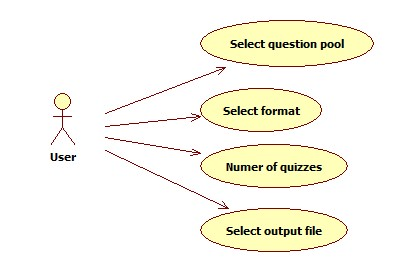 Select question pool
Select format
User
Numer of quizzes
Select output file